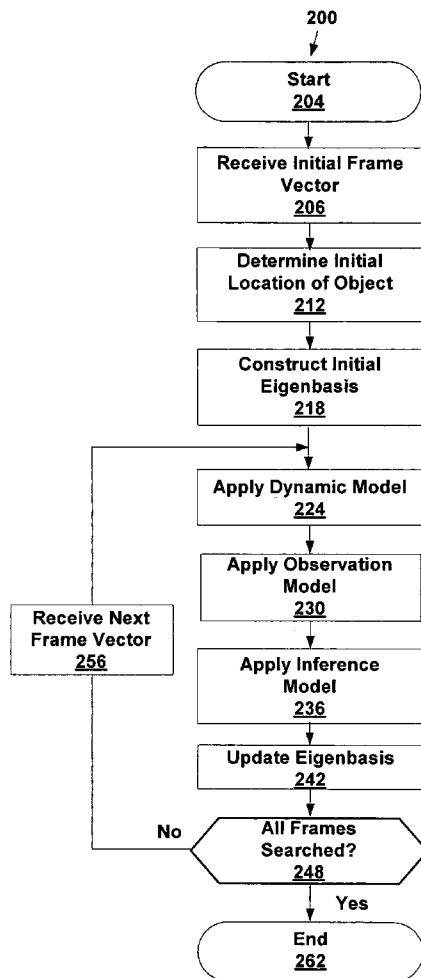 200
Start
204
Receive Initial Frame
Vector
206
Determine Initial
Location of Object
212
Construct Initial
Eigenbasis
218
Apply Dynamic Model
224
Apply Observation
Model
230
Receive Next
Frame Vector
256
Apply Inference
Model
236
Update Eigenbasis
242
No
All Frames
Searched?
248
Yes
End
262